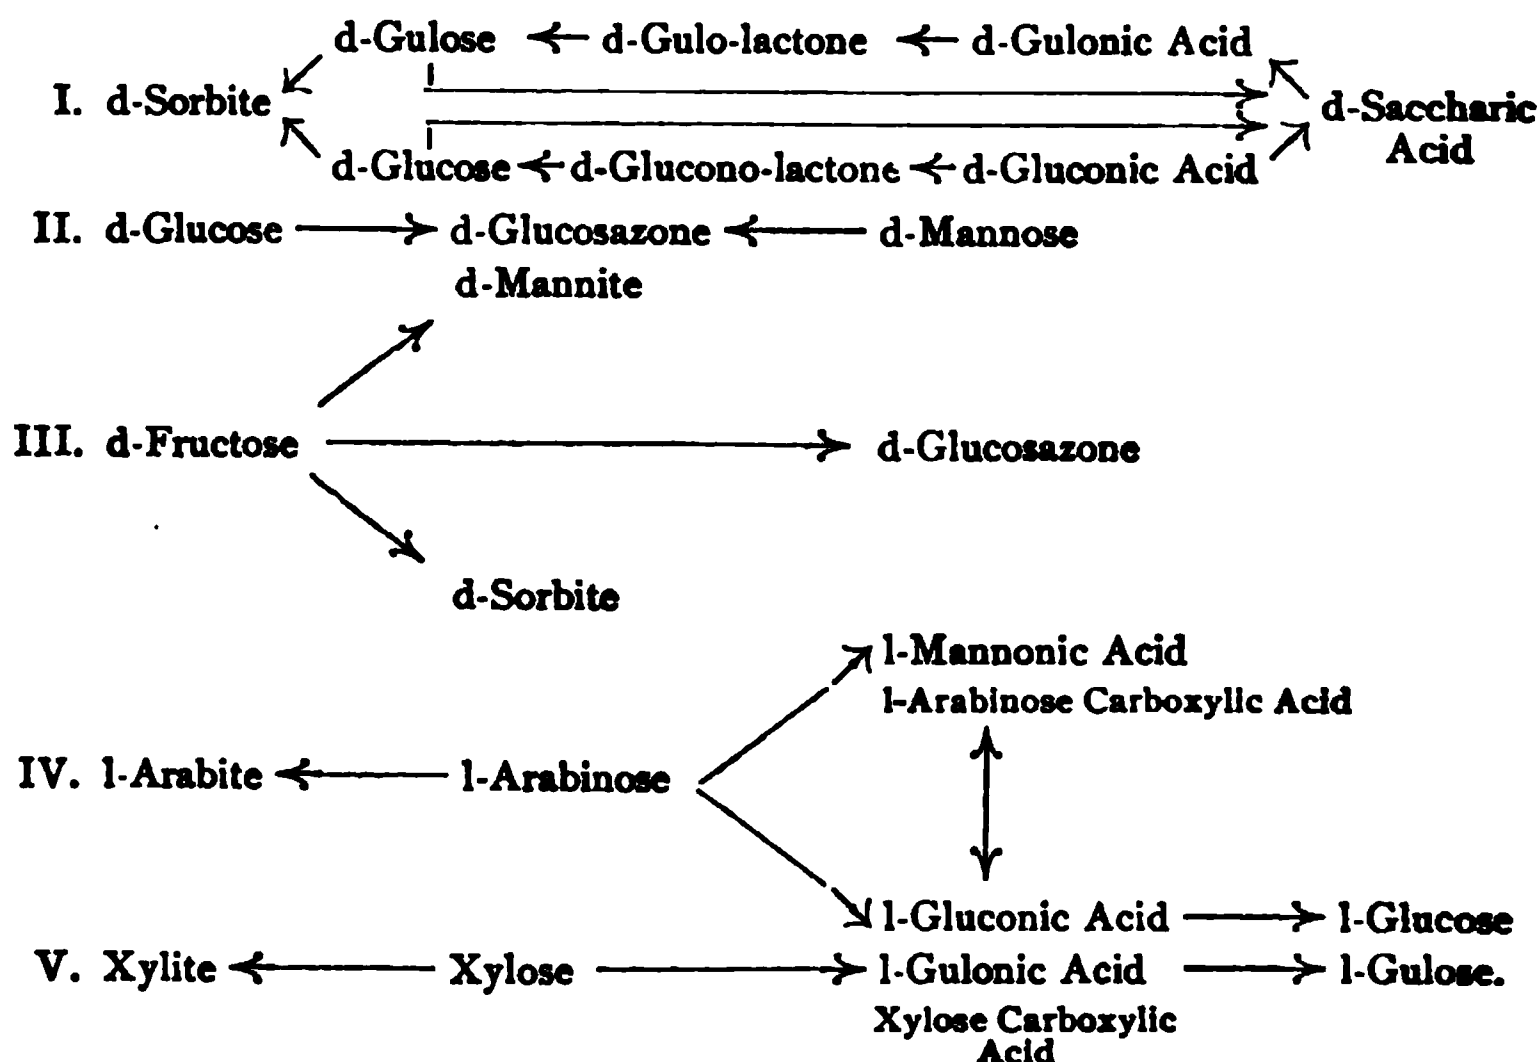 d-Gulose d-Gulo-lactone d-Gulonic Acid
I. d-Sorbite d-Saccharic
Acid
d-Glucose d-Glucono-lactone d-Gluconic Acid
II. d-Glucose d-Glucosazone d-Mannose
d-Mannite
III. d-Fructose d-Glucosazone
d-Sorbite
l-Mannonic Acid
l-Arabinose Carboxylic Acid
IV. l-Arabite l-Arabinose
l-Gluconic Acid l-Glucose
V. Xylite Xylose l-Gulonic Acid l-Gulose.
Xylose Carboxylic
Acid